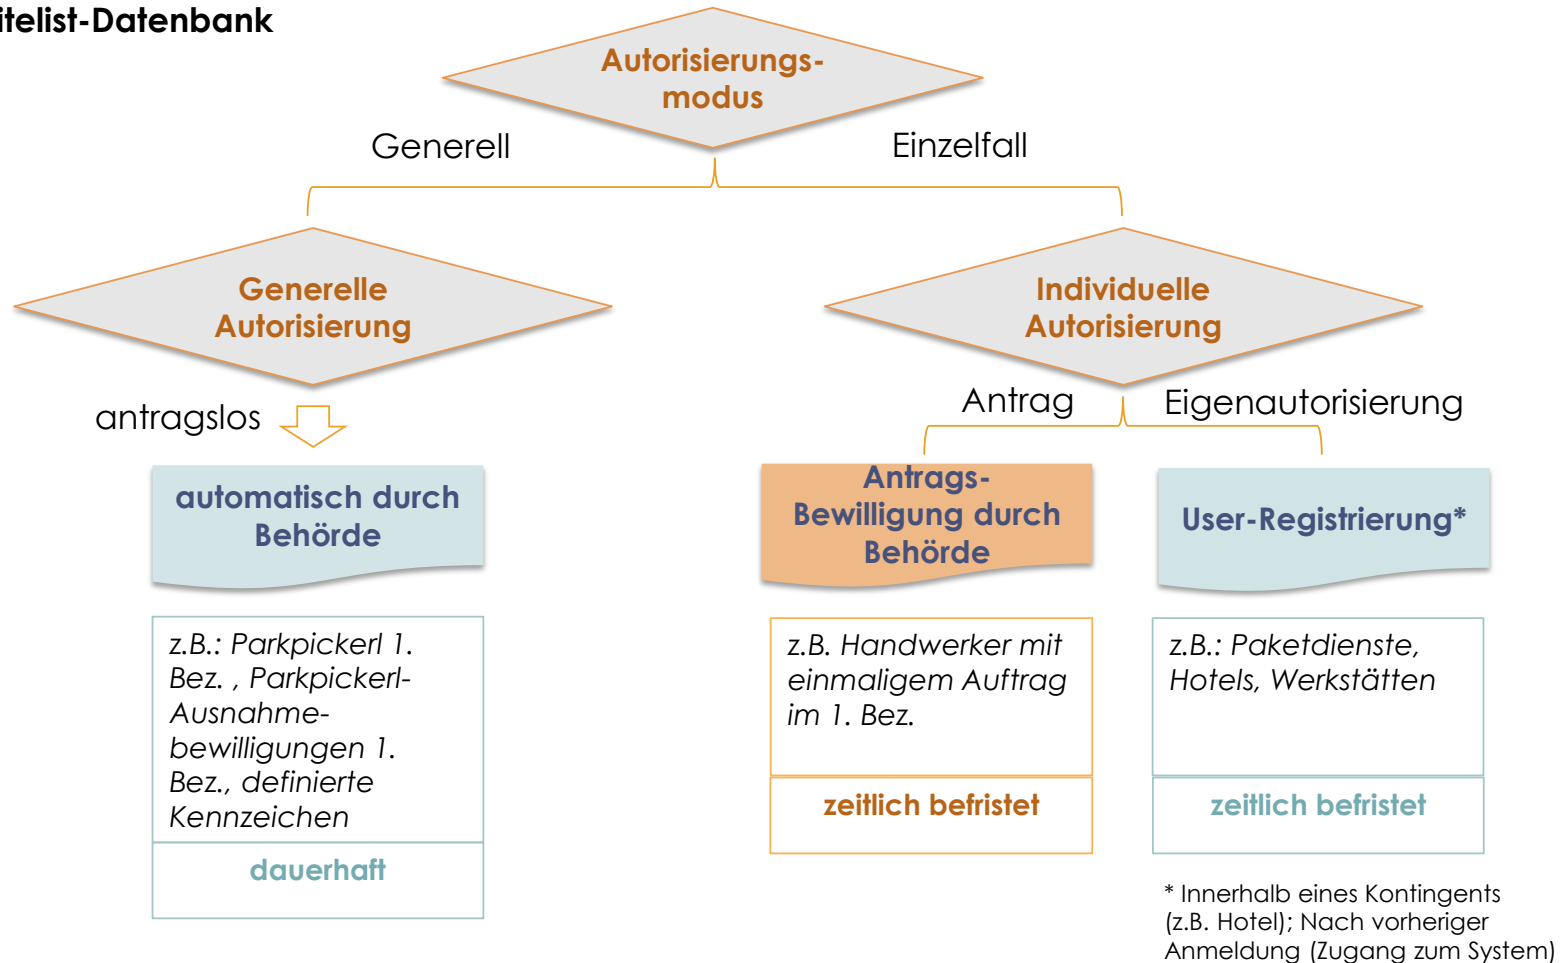 itelist-Datenbank
Autorisierungs-
modus
Generell
Einzelfall
Generelle
Autorisierung
Individuelle
Autorisierung
antragslos
Antrag
Eigenautorisierung
automatisch durch
Behörde
Antrags-
Bewilligung durch
Behörde
User-Registrierung*
z.B.: Parkpickerl 1.
Bez. , Parkpickerl-
Ausnahme-
bewilligungen 1.
Bez., definierte
Kennzeichen
dauerhaft
z.B. Handwerker mit
einmaligem Auftrag
im 1. Bez.
zeitlich befristet
z.B.: Paketdienste,
Hotels, Werkstätten
zeitlich befristet
* Innerhalb eines Kontingents
(z.B. Hotel); Nach vorheriger
Anmeldung (Zugang zum System)